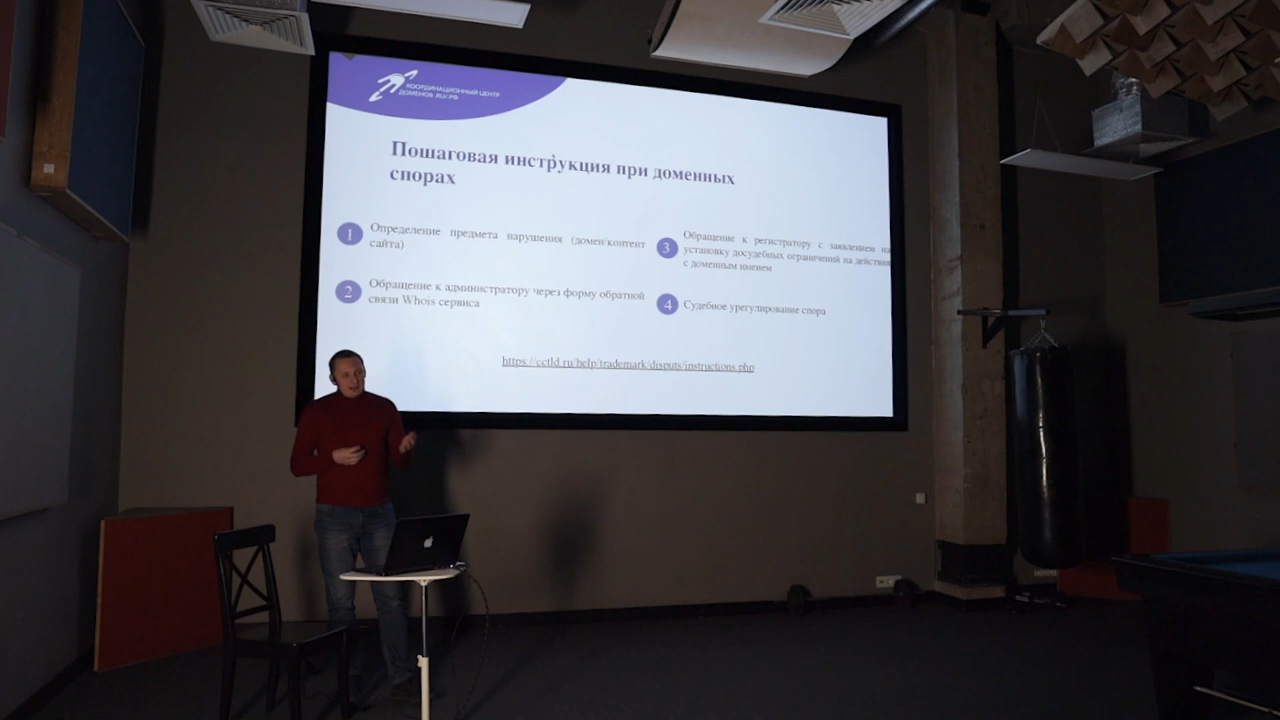 КООРДИНАЦИОННЫЙ ЦЕНТР
ДОМЕНОВ .RU/.РФ
Пошаговая инструкция при доменных
спорах
1
Определение предмета нарушения (домен/контент
сайта)
2
Обращение к администратору через форму обратной
связи Whois сервиса
3
Обращение к регистратору с заявлением на
установку досудебных ограничений на действия
с доменным именем
4
Судебное урегулирование спора
https://cctld.ru/help/trademark/disputs/instructions.php